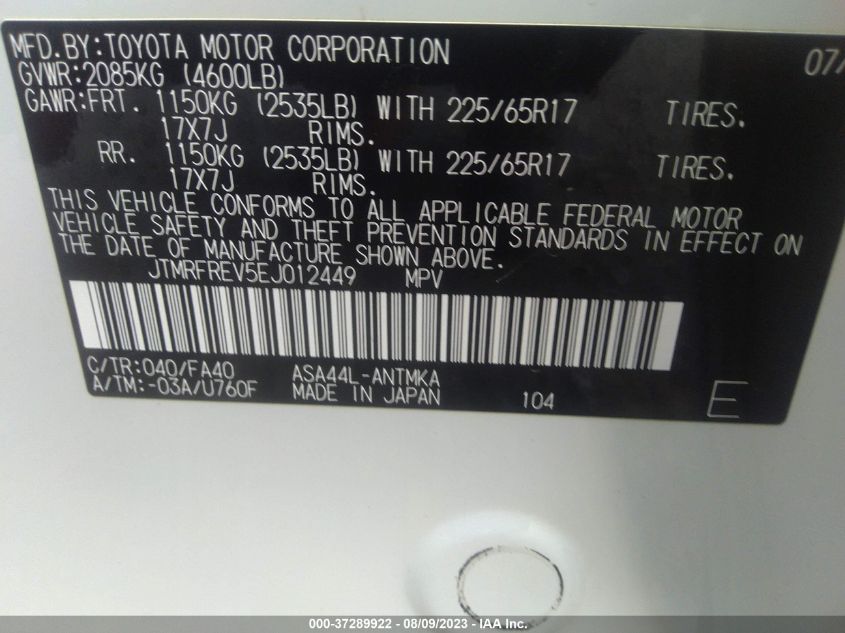 MFD.BY:TOYOTA MOTOR CORPORATION 07/
GVWR:2085KG (4600LB)
GAWR:FRT. 1150KG (2535LB) WITH 225/65R17 TIRES.
17X7J RIMS.
RR. 1150KG (2535LB) WITH 225/65R17 TIRES.
17X7J RIMS.
THIS VEHICLE CONFORMS TO ALL APPLICABLE FEDERAL MOTOR
VEHICLE SAFETY AND THEFT PREVENTION STANDARDS IN EFFECT ON
THE DATE OF MANUFACTURE SHOWN ABOVE.
JTMRFREV5EJ012449 MPV
C/TR:040/FA40 ASA44L-ANTMKA
A/TM:-03A/U760F MADE IN JAPAN 104 E
000-37289922 - 08/09/2023 - IAA Inc.